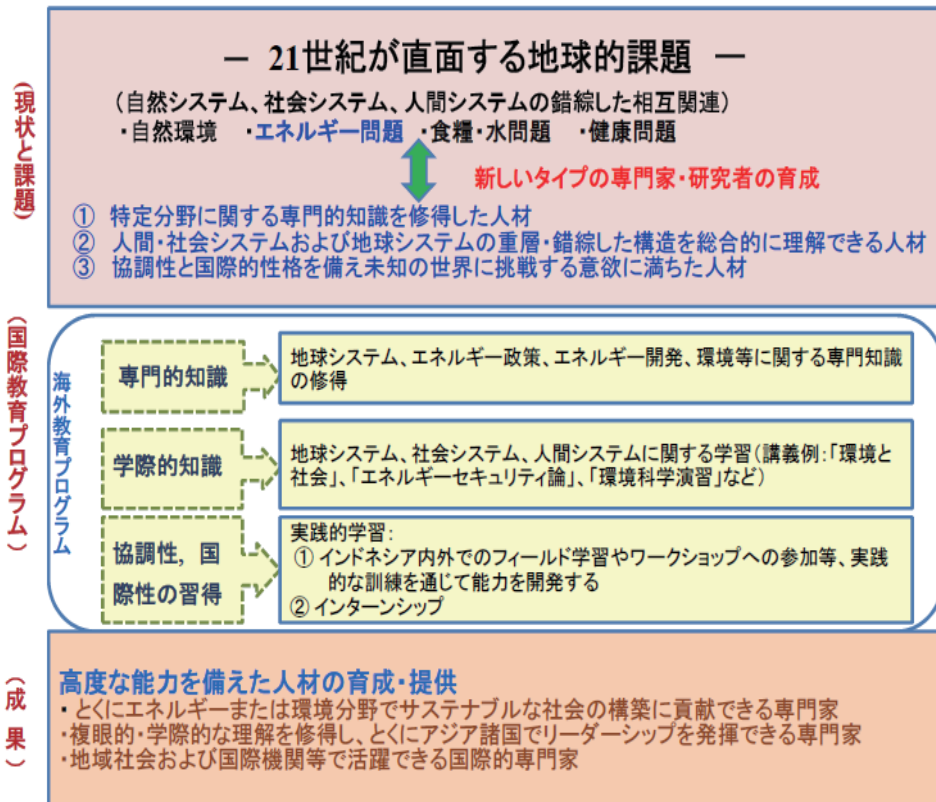 (現状と課題)
― 21世紀が直面する地球的課題 ―
(自然システム、社会システム、人間システムの錯綜した相互関連)
・自然環境 ・エネルギー問題 ・食糧・水問題 ・健康問題
新しいタイプの専門家・研究者の育成
① 特定分野に関する専門的知識を修得した人材
② 人間・社会システムおよび地球システムの重層・錯綜した構造を総合的に理解できる人材
③ 協調性と国際的性格を備え未知の世界に挑戦する意欲に満ちた人材
(国際教育プログラム)
海外教育プログラム
専門的知識
地球システム、エネルギー政策、エネルギー開発、環境等に関する専門知識
の修得
学際的知識
地球システム、社会システム、人間システムに関する学習(講義例:「環境と
社会」、「エネルギーセキュリティ論」、「環境科学演習」など)
協調性, 国
際性の習得
実践的学習:
① インドネシア内外でのフィールド学習やワークショップへの参加等、実践
的な訓練を通じて能力を開発する
② インターンシップ
(成果)
高度な能力を備えた人材の育成・提供
・とくにエネルギーまたは環境分野でサステナブルな社会の構築に貢献できる専門家
・複眼的・学際的な理解を修得し、とくにアジア諸国でリーダーシップを発揮できる専門家
・地域社会および国際機関等で活躍できる国際的専門家